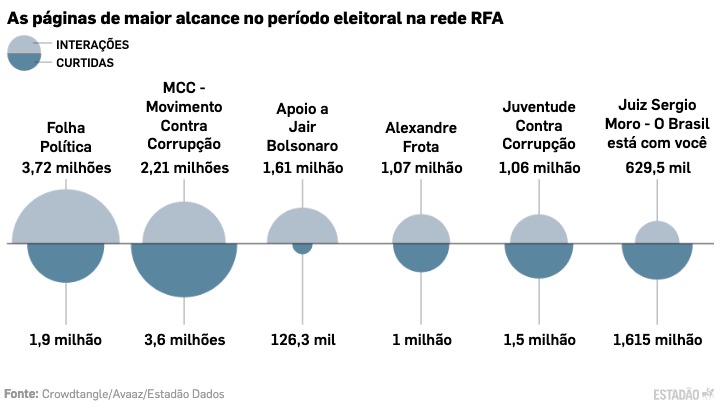 As páginas de maior alcance no período eleitoral na rede RFA
INTERAÇÕES
CURTIDAS
Folha
Política
3,72 milhões
MCC -
Movimento
Contra
Corrupção
2,21 milhões
Apoio a
Jair
Bolsonaro
1,61 milhão
Alexandre
Frota
1,07 milhão
Juventude
Contra
Corrupção
1,06 milhão
Juiz Sergio
Moro - O Brasil
está com você
629,5 mil
1,9 milhão
3,6 milhões
126,3 mil
1 milhão
1,5 milhão
1,615 milhão
Fonte: Crowdtangle/Avaaz/Estadão Dados
ESTADÃO